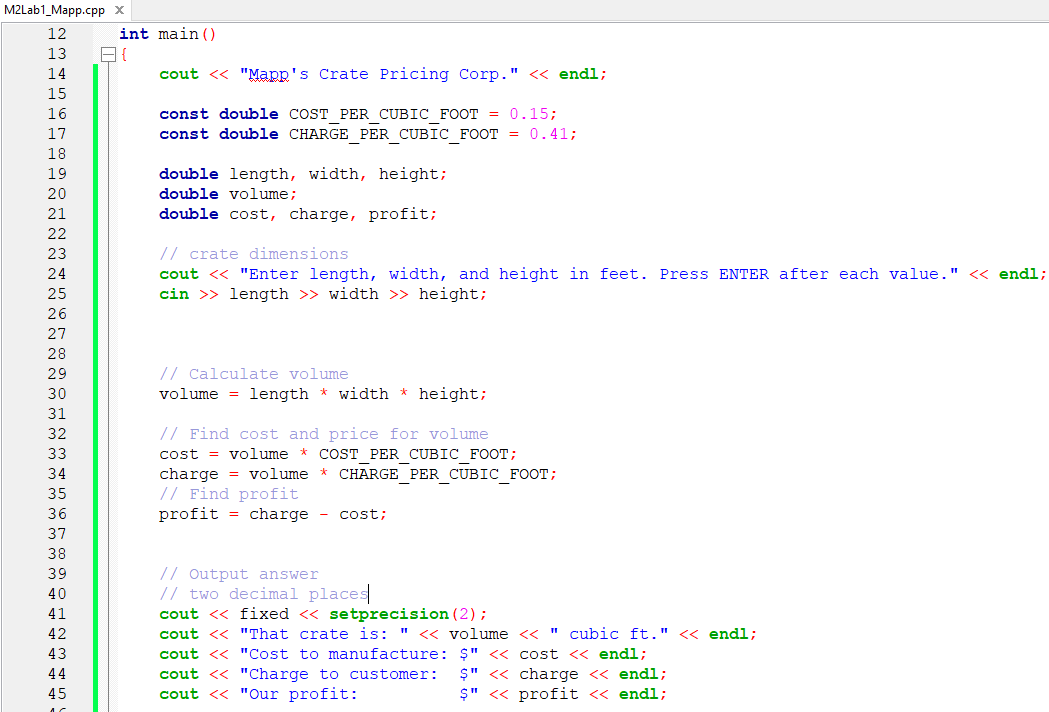 M2Lab1_Mapp.cpp
12 int main()
13 {
14 cout << "Mapp's Crate Pricing Corp." << endl;
15
16 const double COST_PER_CUBIC_FOOT = 0.15;
17 const double CHARGE_PER_CUBIC_FOOT = 0.41;
18
19 double length, width, height;
20 double volume;
21 double cost, charge, profit;
22
23 // crate dimensions
24 cout << "Enter length, width, and height in feet. Press ENTER after each value." << endl;
25 cin >> length >> width >> height;
26
27
28
29 // Calculate volume
30 volume = length * width * height;
31
32 // Find cost and price for volume
33 cost = volume * COST_PER_CUBIC_FOOT;
34 charge = volume * CHARGE_PER_CUBIC_FOOT;
35 // Find profit
36 profit = charge - cost;
37
38
39 // Output answer
40 // two decimal places
41 cout << fixed << setprecision(2);
42 cout << "That crate is: " << volume << " cubic ft." << endl;
43 cout << "Cost to manufacture: $" << cost << endl;
44 cout << "Charge to customer:  $" << charge << endl;
45 cout << "Our profit:          $" << profit << endl;